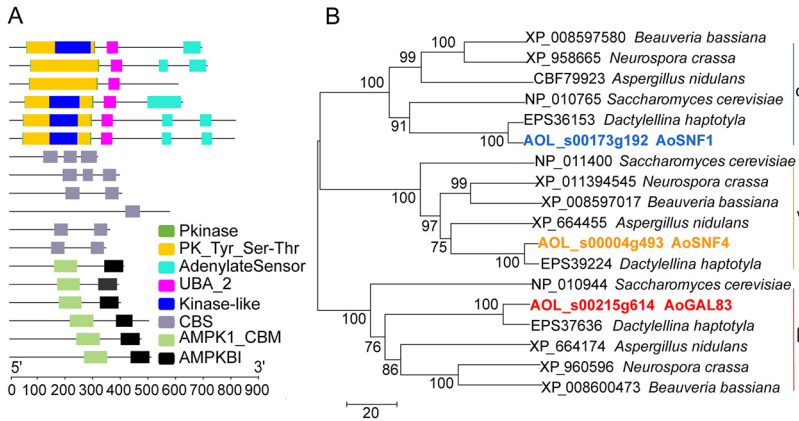 A
B
Pkinase
PK_Tyr_Ser-Thr
AdenylateSensor
UBA_2
Kinase-like
CBS
AMPK1_CBM
AMPKBI
5' 3'
0 100 200 300 400 500 600 700 800 900
XP_008597580 Beauveria bassiana
100
XP_958665 Neurospora crassa
99
CBF79923 Aspergillus nidulans
100
NP_010765 Saccharomyces cerevisiae
EPS36153 Dactylellina haptotyla
91
100
AOL_s00173g192 AoSNF1
NP_011400 Saccharomyces cerevisiae
XP_011394545 Neurospora crassa
99
100
XP_008597017 Beauveria bassiana
97
XP_664455 Aspergillus nidulans
75
AOL_s00004g493 AoSNF4
100
EPS39224 Dactylellina haptotyla
NP_010944 Saccharomyces cerevisiae
AOL_s00215g614 AoGAL83
100
100
EPS37636 Dactylellina haptotyla
76
XP_664174 Aspergillus nidulans
86
XP_960596 Neurospora crassa
100
XP_008600473 Beauveria bassiana
20